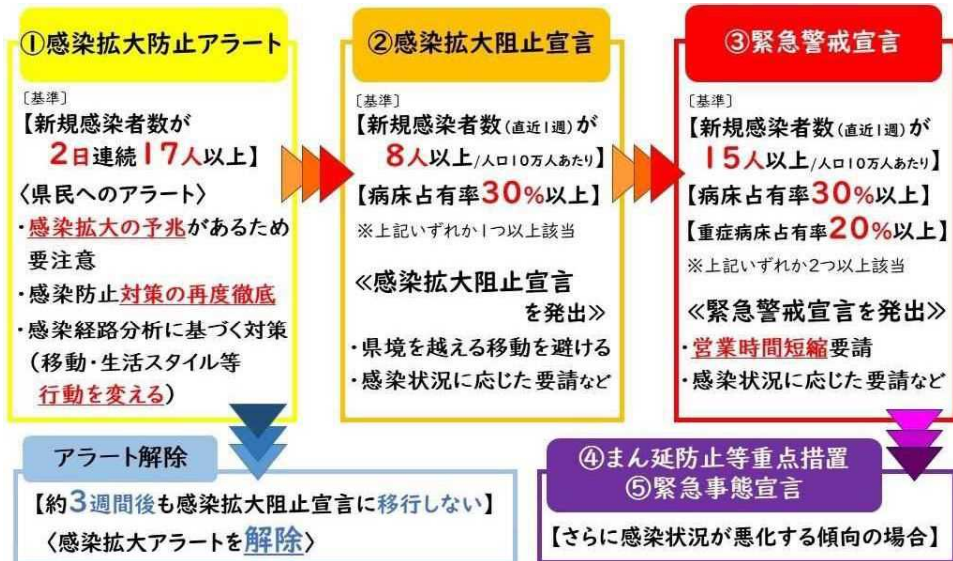 ①感染拡大防止アラート
〔基準〕
【新規感染者数が
2日連続17人以上】
〈県民へのアラート〉
・感染拡大の予兆があるため
要注意
・感染防止対策の再度徹底
・感染経路分析に基づく対策
(移動・生活スタイル等
行動を変える)
②感染拡大阻止宣言
〔基準〕
【新規感染者数(直近1週)が
8人以上/人口10万人あたり】
【病床占有率30%以上】
※上記いずれか1つ以上該当
≪感染拡大阻止宣言
を発出≫
・県境を越える移動を避ける
・感染状況に応じた要請など
③緊急警戒宣言
〔基準〕
【新規感染者数(直近1週)が
15人以上/人口10万人あたり】
【病床占有率30%以上】
【重症病床占有率20%以上】
※上記いずれか2つ以上該当
≪緊急警戒宣言を発出≫
・営業時間短縮要請
・感染状況に応じた要請など
アラート解除
【約3週間後も感染拡大阻止宣言に移行しない】
〈感染拡大アラートを解除〉
④まん延防止等重点措置
⑤緊急事態宣言
【さらに感染状況が悪化する傾向の場合】